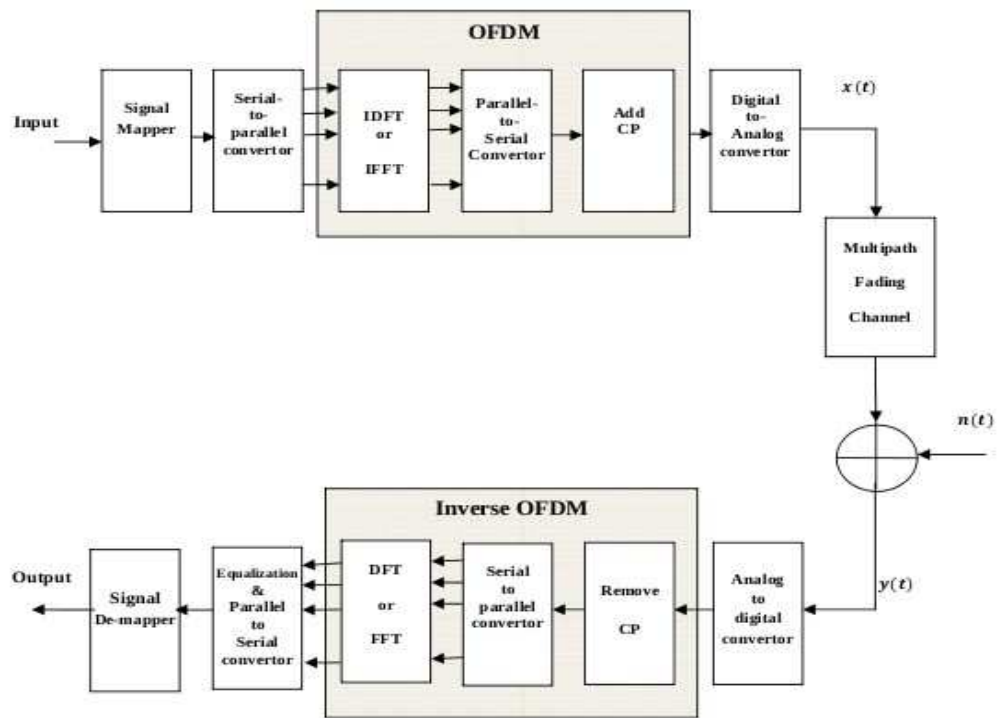 OFDM
Input
Signal
Mapper
Serial-
to-
parallel
convertor
IDFT
or
IFFT
Parallel-
to-
Serial
Convertor
Add
CP
Digital
to-
Analog
convertor
x(t)
Multipath
Fading
Channel
n(t)
y(t)
Inverse OFDM
Analog
to
digital
convertor
Remove
CP
Serial
to
parallel
convertor
DFT
or
FFT
Equalization
&
Parallel
to
Serial
convertor
Signal
De-mapper
Output